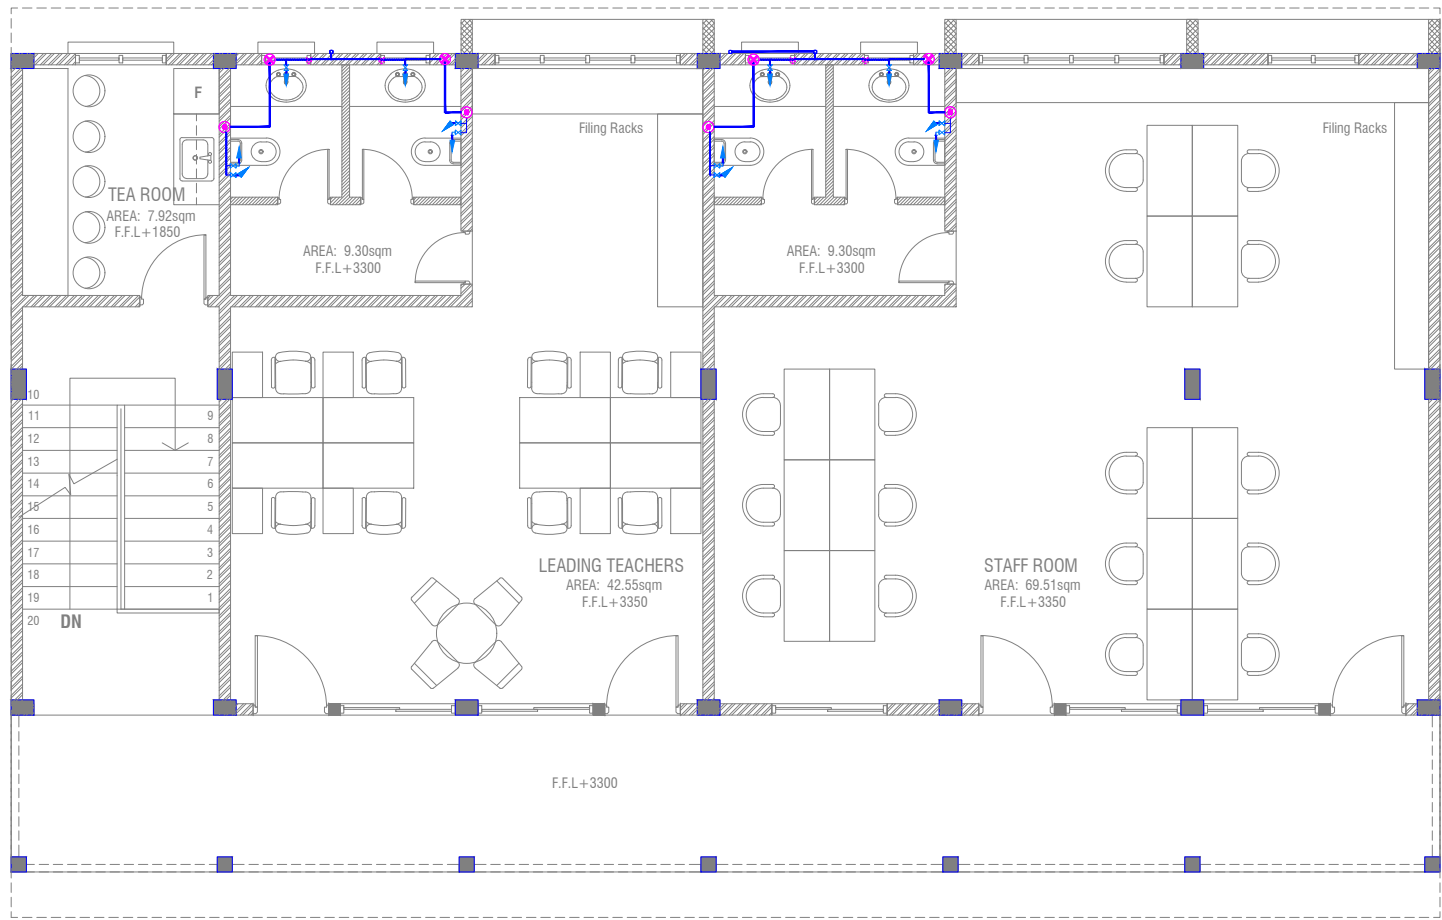 F
Filing Racks
Filing Racks
TEA ROOM
AREA: 7.92sqm
F.F.L+1850
AREA: 9.30sqm
F.F.L+3300
AREA: 9.30sqm
F.F.L+3300
10
11
12
13
14
15
16
17
18
19
20
9
8
7
6
5
4
3
2
1
DN
LEADING TEACHERS
AREA: 42.55sqm
F.F.L+3350
STAFF ROOM
AREA: 69.51sqm
F.F.L+3350
F.F.L+3300